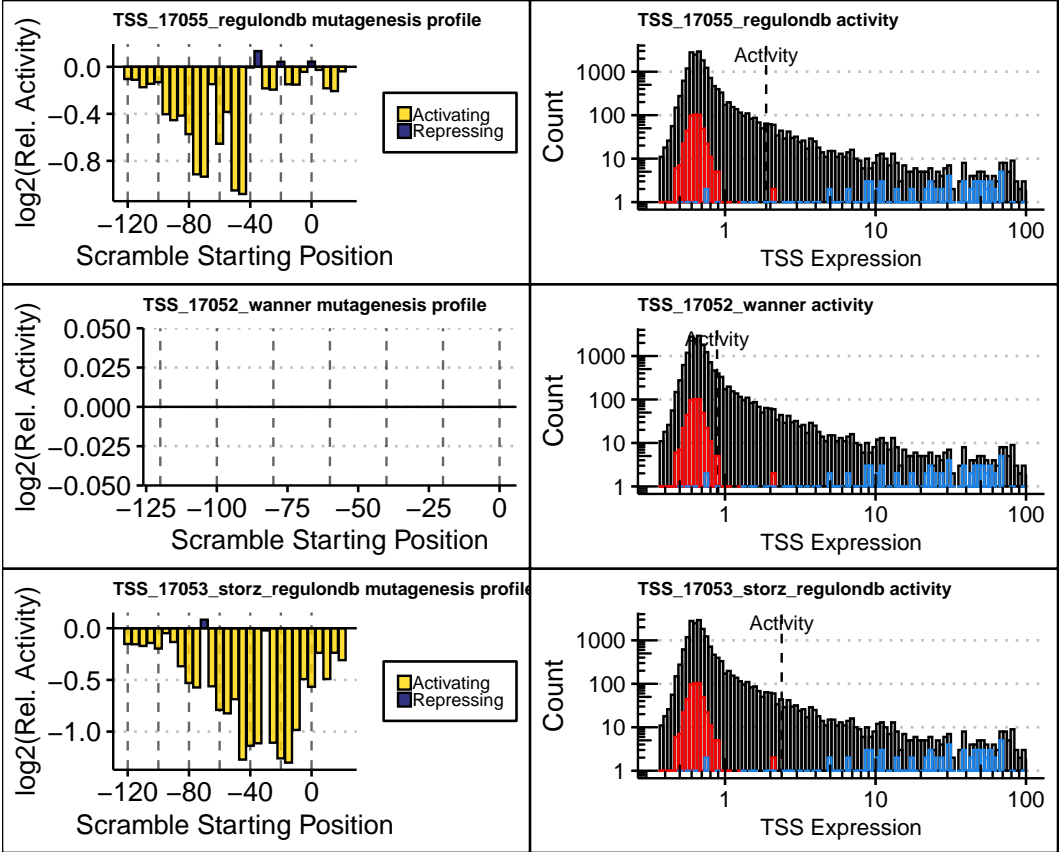 TSS_17055_regulondb mutagenesis profile
log2(Rel. Activity)
0.0
−0.4
−0.8
−120 −80 −40 0
Scramble Starting Position
Activating
Repressing
TSS_17055_regulondb activity
Activity
Count
1000
100
10
1
1 10 100
TSS Expression
TSS_17052_wanner mutagenesis profile
log2(Rel. Activity)
0.050
0.025
0.000
−0.025
−0.050
−125 −100 −75 −50 −25 0
Scramble Starting Position
TSS_17052_wanner activity
Activity
Count
1000
100
10
1
1 10 100
TSS Expression
TSS_17053_storz_regulondb mutagenesis profile
log2(Rel. Activity)
0.0
−0.5
−1.0
−120 −80 −40 0
Scramble Starting Position
Activating
Repressing
TSS_17053_storz_regulondb activity
Activity
Count
1000
100
10
1
1 10 100
TSS Expression